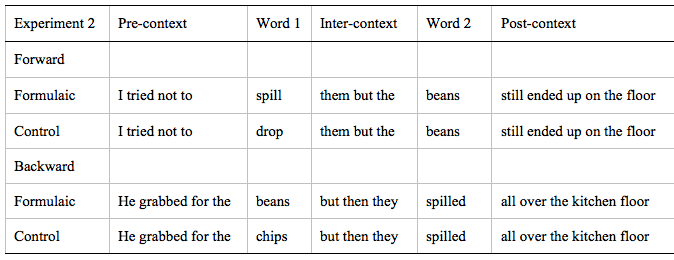 Experiment 2 Pre-context Word 1 Inter-context Word 2 Post-context
Forward
Formulaic I tried not to spill them but the beans still ended up on the floor
Control I tried not to drop them but the beans still ended up on the floor
Backward
Formulaic He grabbed for the beans but then they spilled all over the kitchen floor
Control He grabbed for the chips but then they spilled all over the kitchen floor